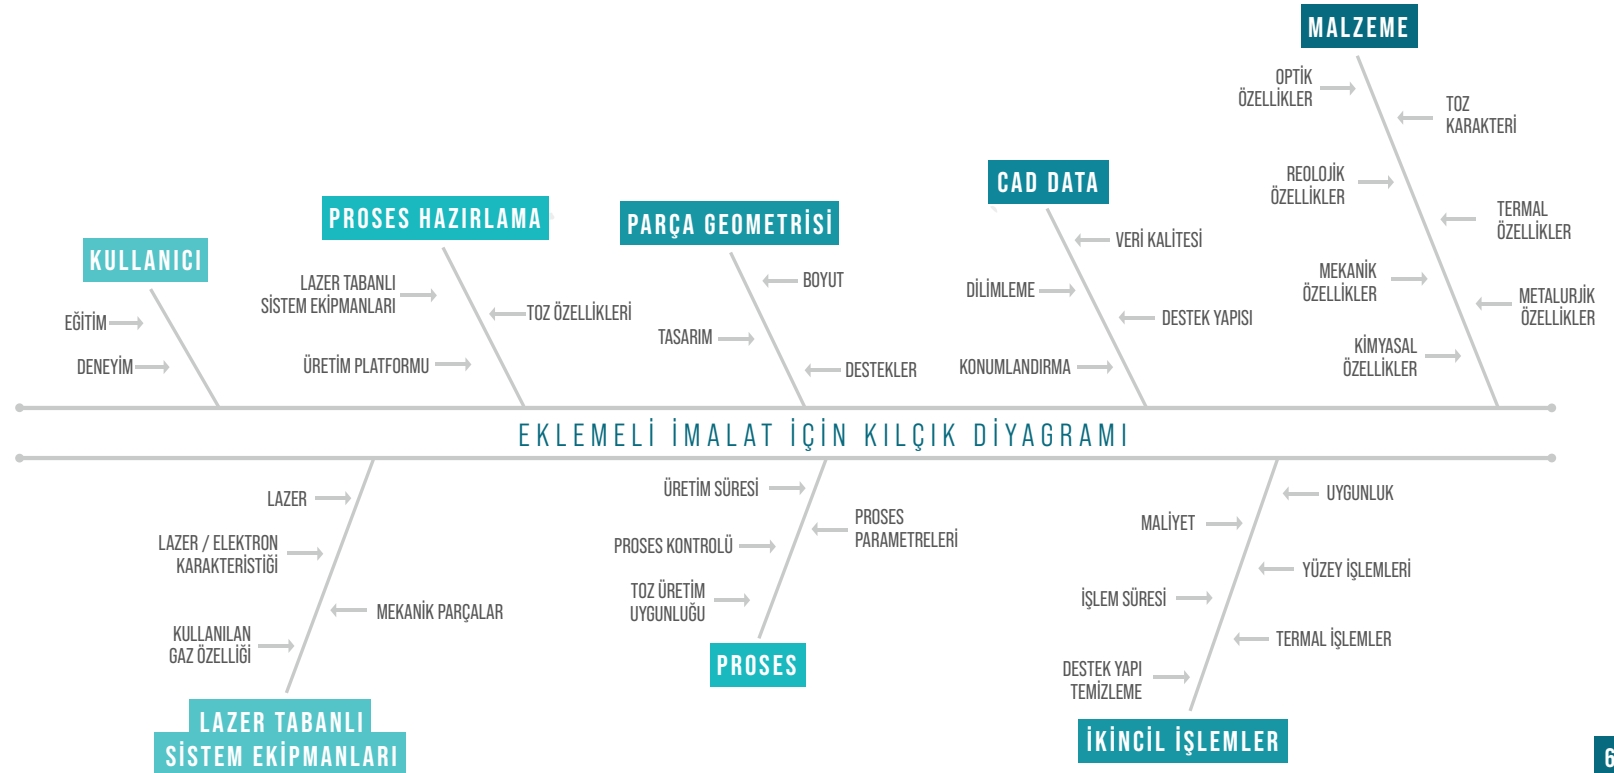 MALZEME
OPTİK
ÖZELLİKLER
TOZ
KARAKTERİ
REOLOJİK
ÖZELLİKLER
TERMAL
ÖZELLİKLER
MEKANİK
ÖZELLİKLER
METALURJİK
ÖZELLİKLER
KİMYASAL
ÖZELLİKLER
CAD DATA
VERİ KALİTESİ
DİLİMLEME
DESTEK YAPISI
KONUMLANDIRMA
PARÇA GEOMETRİSİ
BOYUT
TASARIM
DESTEKLER
PROSES HAZIRLAMA
LAZER TABANLI
SİSTEM EKİPMANLARI
TOZ ÖZELLİKLERİ
ÜRETİM PLATFORMU
KULLANICI
EĞİTİM
DENEYİM
EKLEMELİ İMALAT İÇİN KILÇIK DİYAGRAMI
LAZER
LAZER / ELEKTRON
KARAKTERİSTİĞİ
MEKANİK PARÇALAR
KULLANILAN
GAZ ÖZELLİĞİ
LAZER TABANLI
SİSTEM EKİPMANLARI
ÜRETİM SÜRESİ
PROSES
PARAMETRELERİ
PROSES KONTROLÜ
TOZ ÜRETİM
UYGUNLUĞU
PROSES
UYGUNLUK
MALİYET
YÜZEY İŞLEMLERİ
İŞLEM SÜRESİ
TERMAL İŞLEMLER
DESTEK YAPI
TEMİZLEME
İKİNCİL İŞLEMLER
6